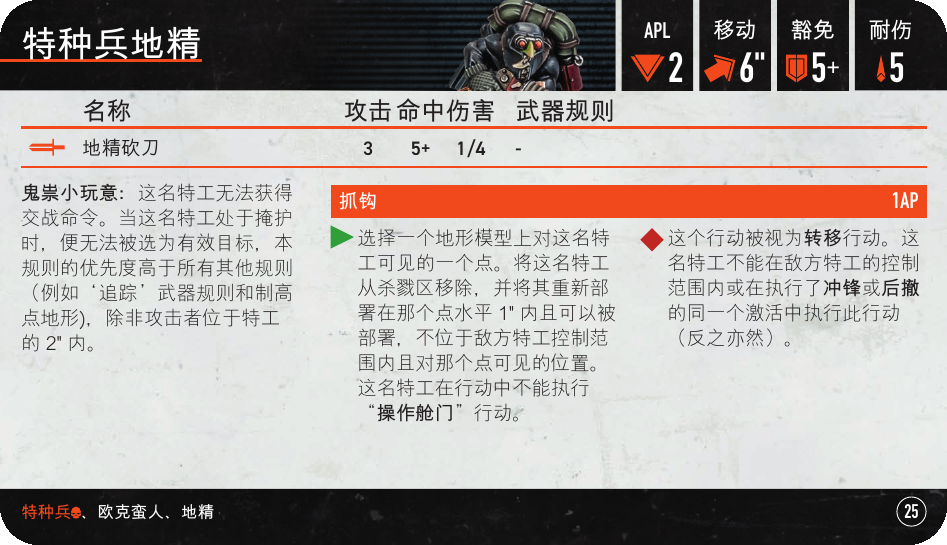 特种兵地精
APL 移动 豁免 耐伤
2 6" 5+ 5
名称 攻击 命中 伤害 武器规则
地精砍刀 3 5+ 1/4 -
鬼祟小玩意：这名特工无法获得
交战命令。当这名特工处于掩护
时，便无法被选为有效目标，本
规则的优先度高于所有其他规则
（例如‘追踪’武器规则和制高
点地形)，除非攻击者位于特工
的 2" 内。
抓钩 1AP
选择一个地形模型上对这名特
工可见的一个点。将这名特工
从杀戮区移除，并将其重新部
署在那个点水平 1" 内且可以被
部署，不位于敌方特工控制范
围内且对那个点可见的位置。
这名特工在行动中不能执行
“操作舱门”行动。
这个行动被视为转移行动。这
名特工不能在敌方特工的控制
范围内或在执行了冲锋或后撤
的同一个激活中执行此行动
（反之亦然）。
特种兵、欧克蛮人、地精
25